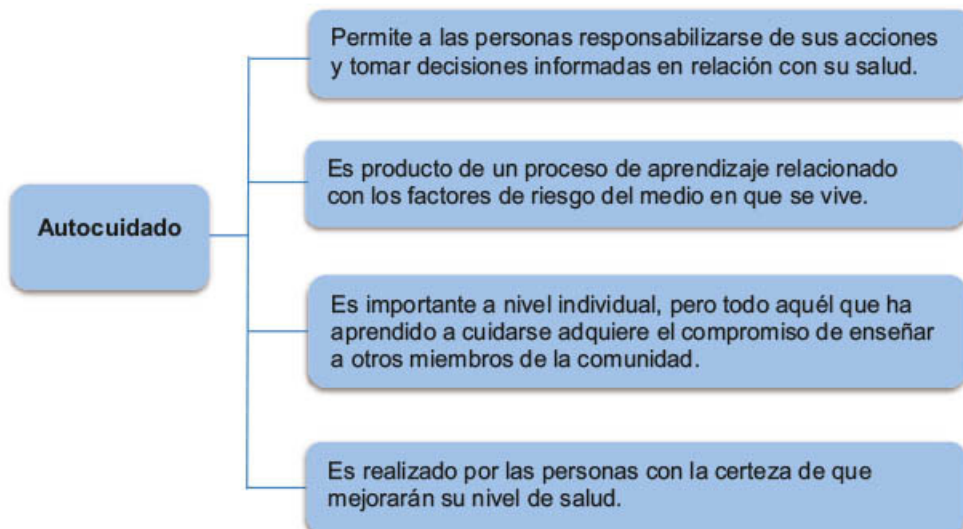 Permite a las personas responsabilizarse de sus acciones
y tomar decisiones informadas en relación con su salud.
Es producto de un proceso de aprendizaje relacionado
con los factores de riesgo del medio en que se vive.
Autocuidado
Es importante a nivel individual, pero todo aquél que ha
aprendido a cuidarse adquiere el compromiso de enseñar
a otros miembros de la comunidad.
Es realizado por las personas con la certeza de que
mejorarán su nivel de salud.